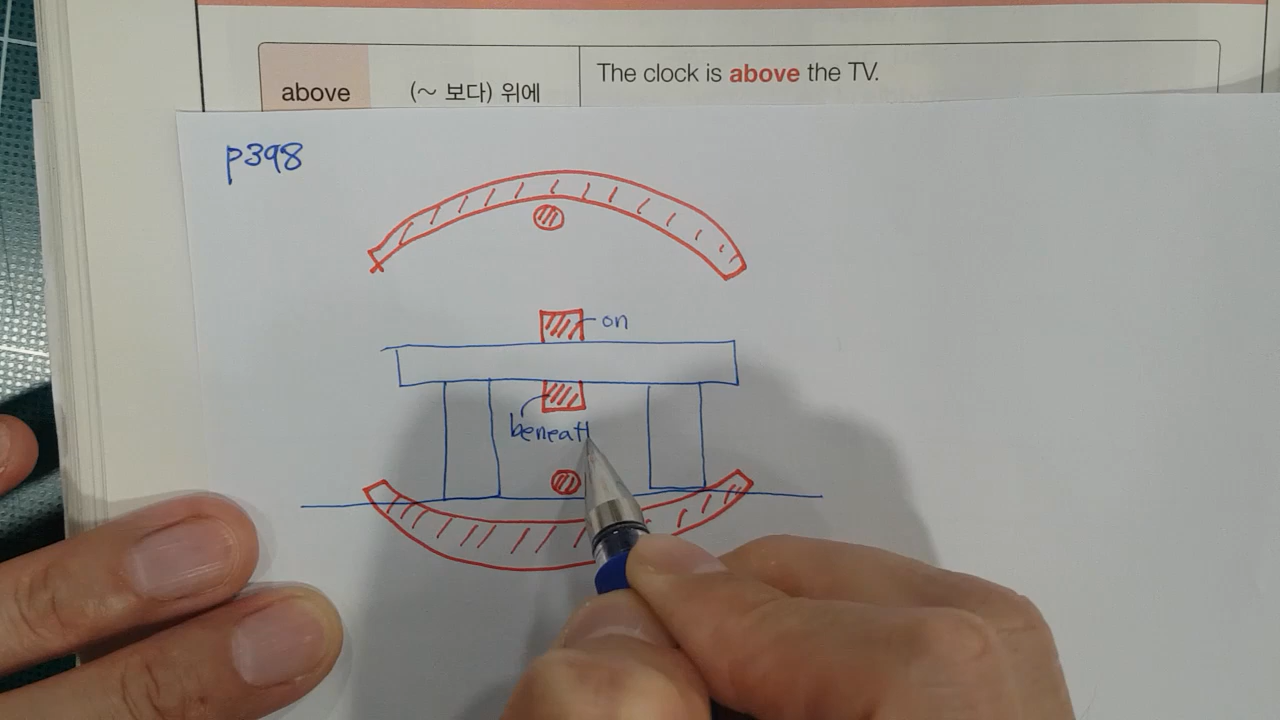 above (~ 보다) 위에 The clock is above the TV.
p398
on
beneath